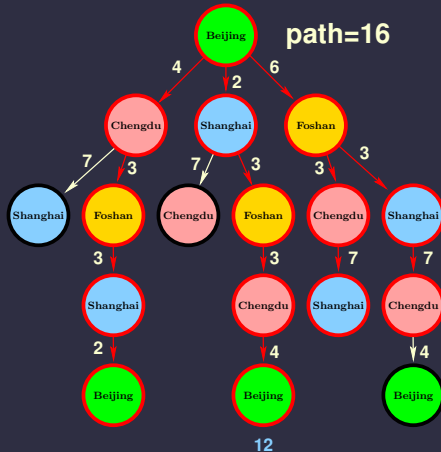 Beijing
path=16
4
2
6
Chengdu
Shanghai
Foshan
7
3
7
3
3
3
Shanghai
Foshan
Chengdu
Foshan
Chengdu
Shanghai
3
3
7
7
Shanghai
Chengdu
Shanghai
Chengdu
2
4
4
Beijing
Beijing
Beijing
12